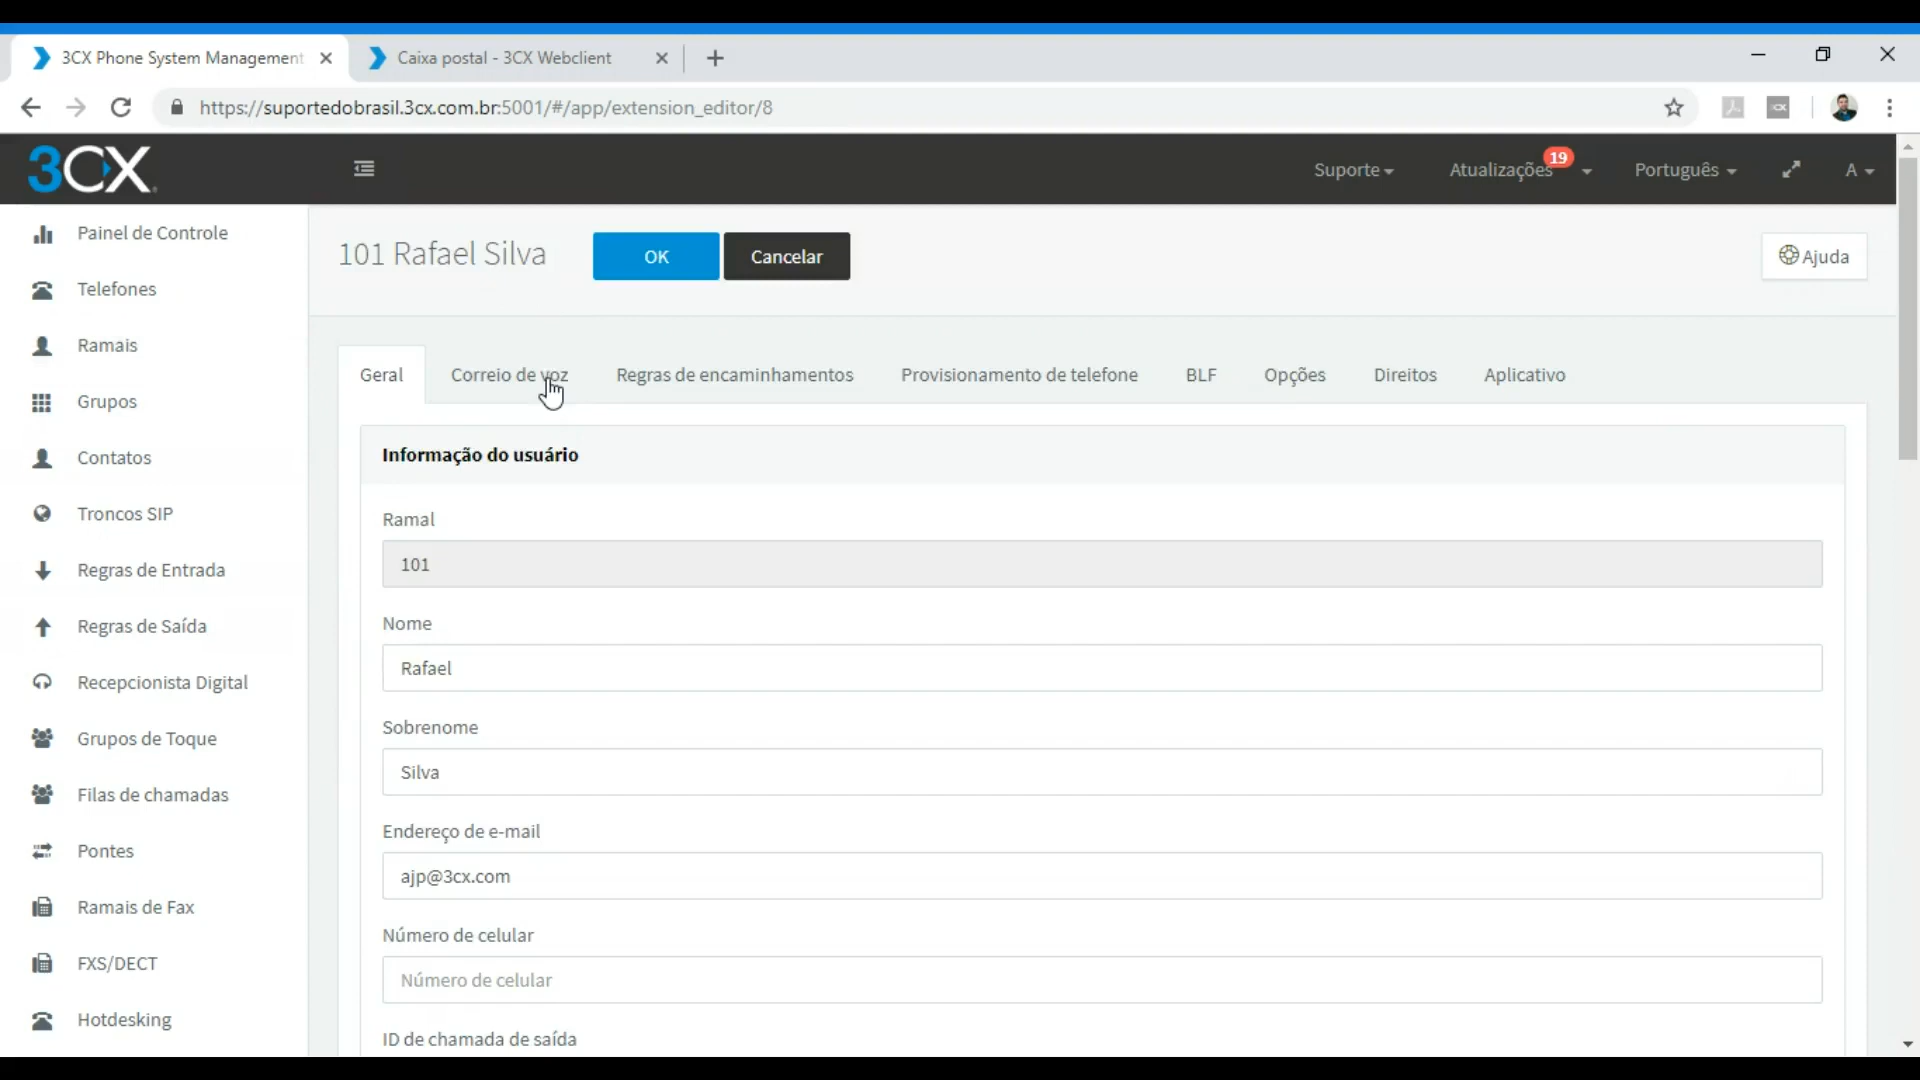 3CX Phone System Management
Caixa postal - 3CX Webclient
https://suportedobrasil.3cx.com.br:5001/#/app/extension_editor/8
3CX
Suporte
Atualizações
19
Português
A
Painel de Controle
Telefones
Ramais
Grupos
Contatos
Troncos SIP
Regras de Entrada
Regras de Saída
Recepcionista Digital
Grupos de Toque
Filas de chamadas
Pontes
Ramais de Fax
FXS/DECT
Hotdesking
101 Rafael Silva
OK
Cancelar
Ajuda
Geral
Correio de voz
Regras de encaminhamentos
Provisionamento de telefone
BLF
Opções
Direitos
Aplicativo
Informação do usuário
Ramal
101
Nome
Rafael
Sobrenome
Silva
Endereço de e-mail
ajp@3cx.com
Número de celular
Número de celular
ID de chamada de saída